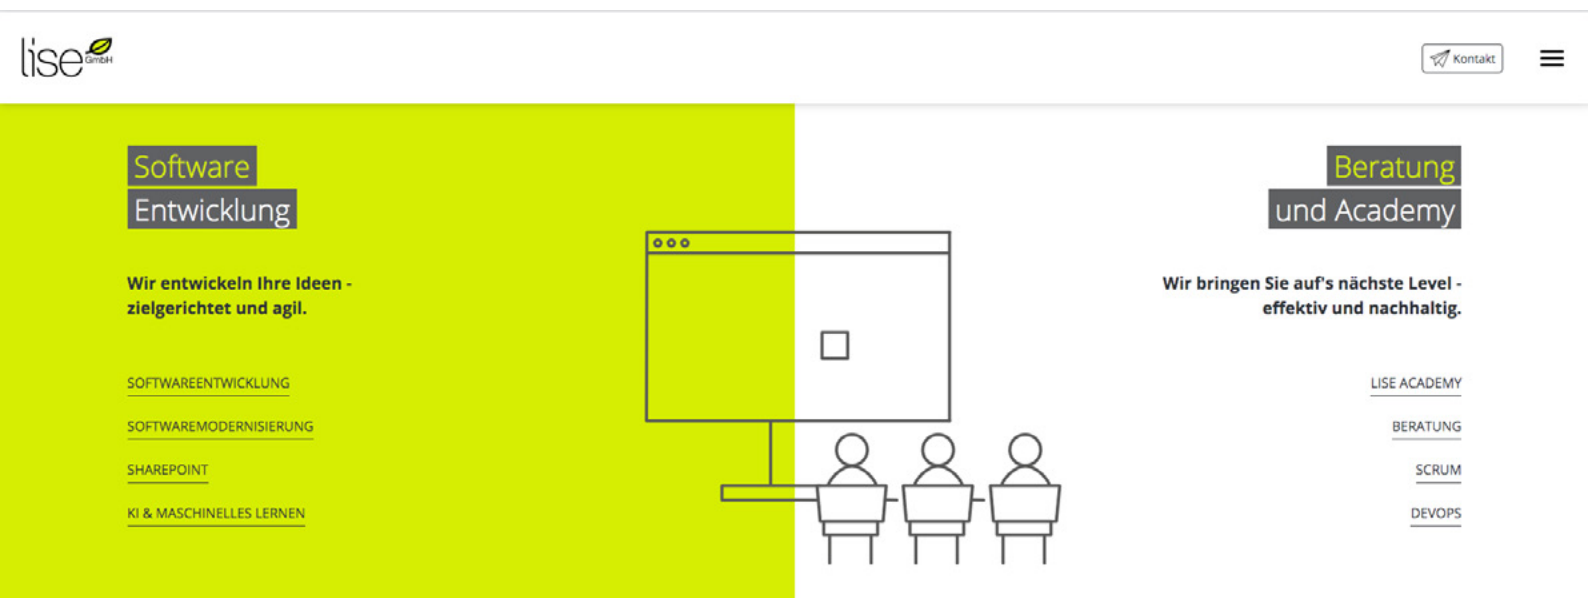 lise
GmbH
Kontakt
Software
Entwicklung
Wir entwickeln Ihre Ideen -
zielgerichtet und agil.
SOFTWAREENTWICKLUNG
SOFTWAREMODERNISIERUNG
SHAREPOINT
KI & MASCHINELLES LERNEN
Beratung
und Academy
Wir bringen Sie auf's nächste Level -
effektiv und nachhaltig.
LISE ACADEMY
BERATUNG
SCRUM
DEVOPS